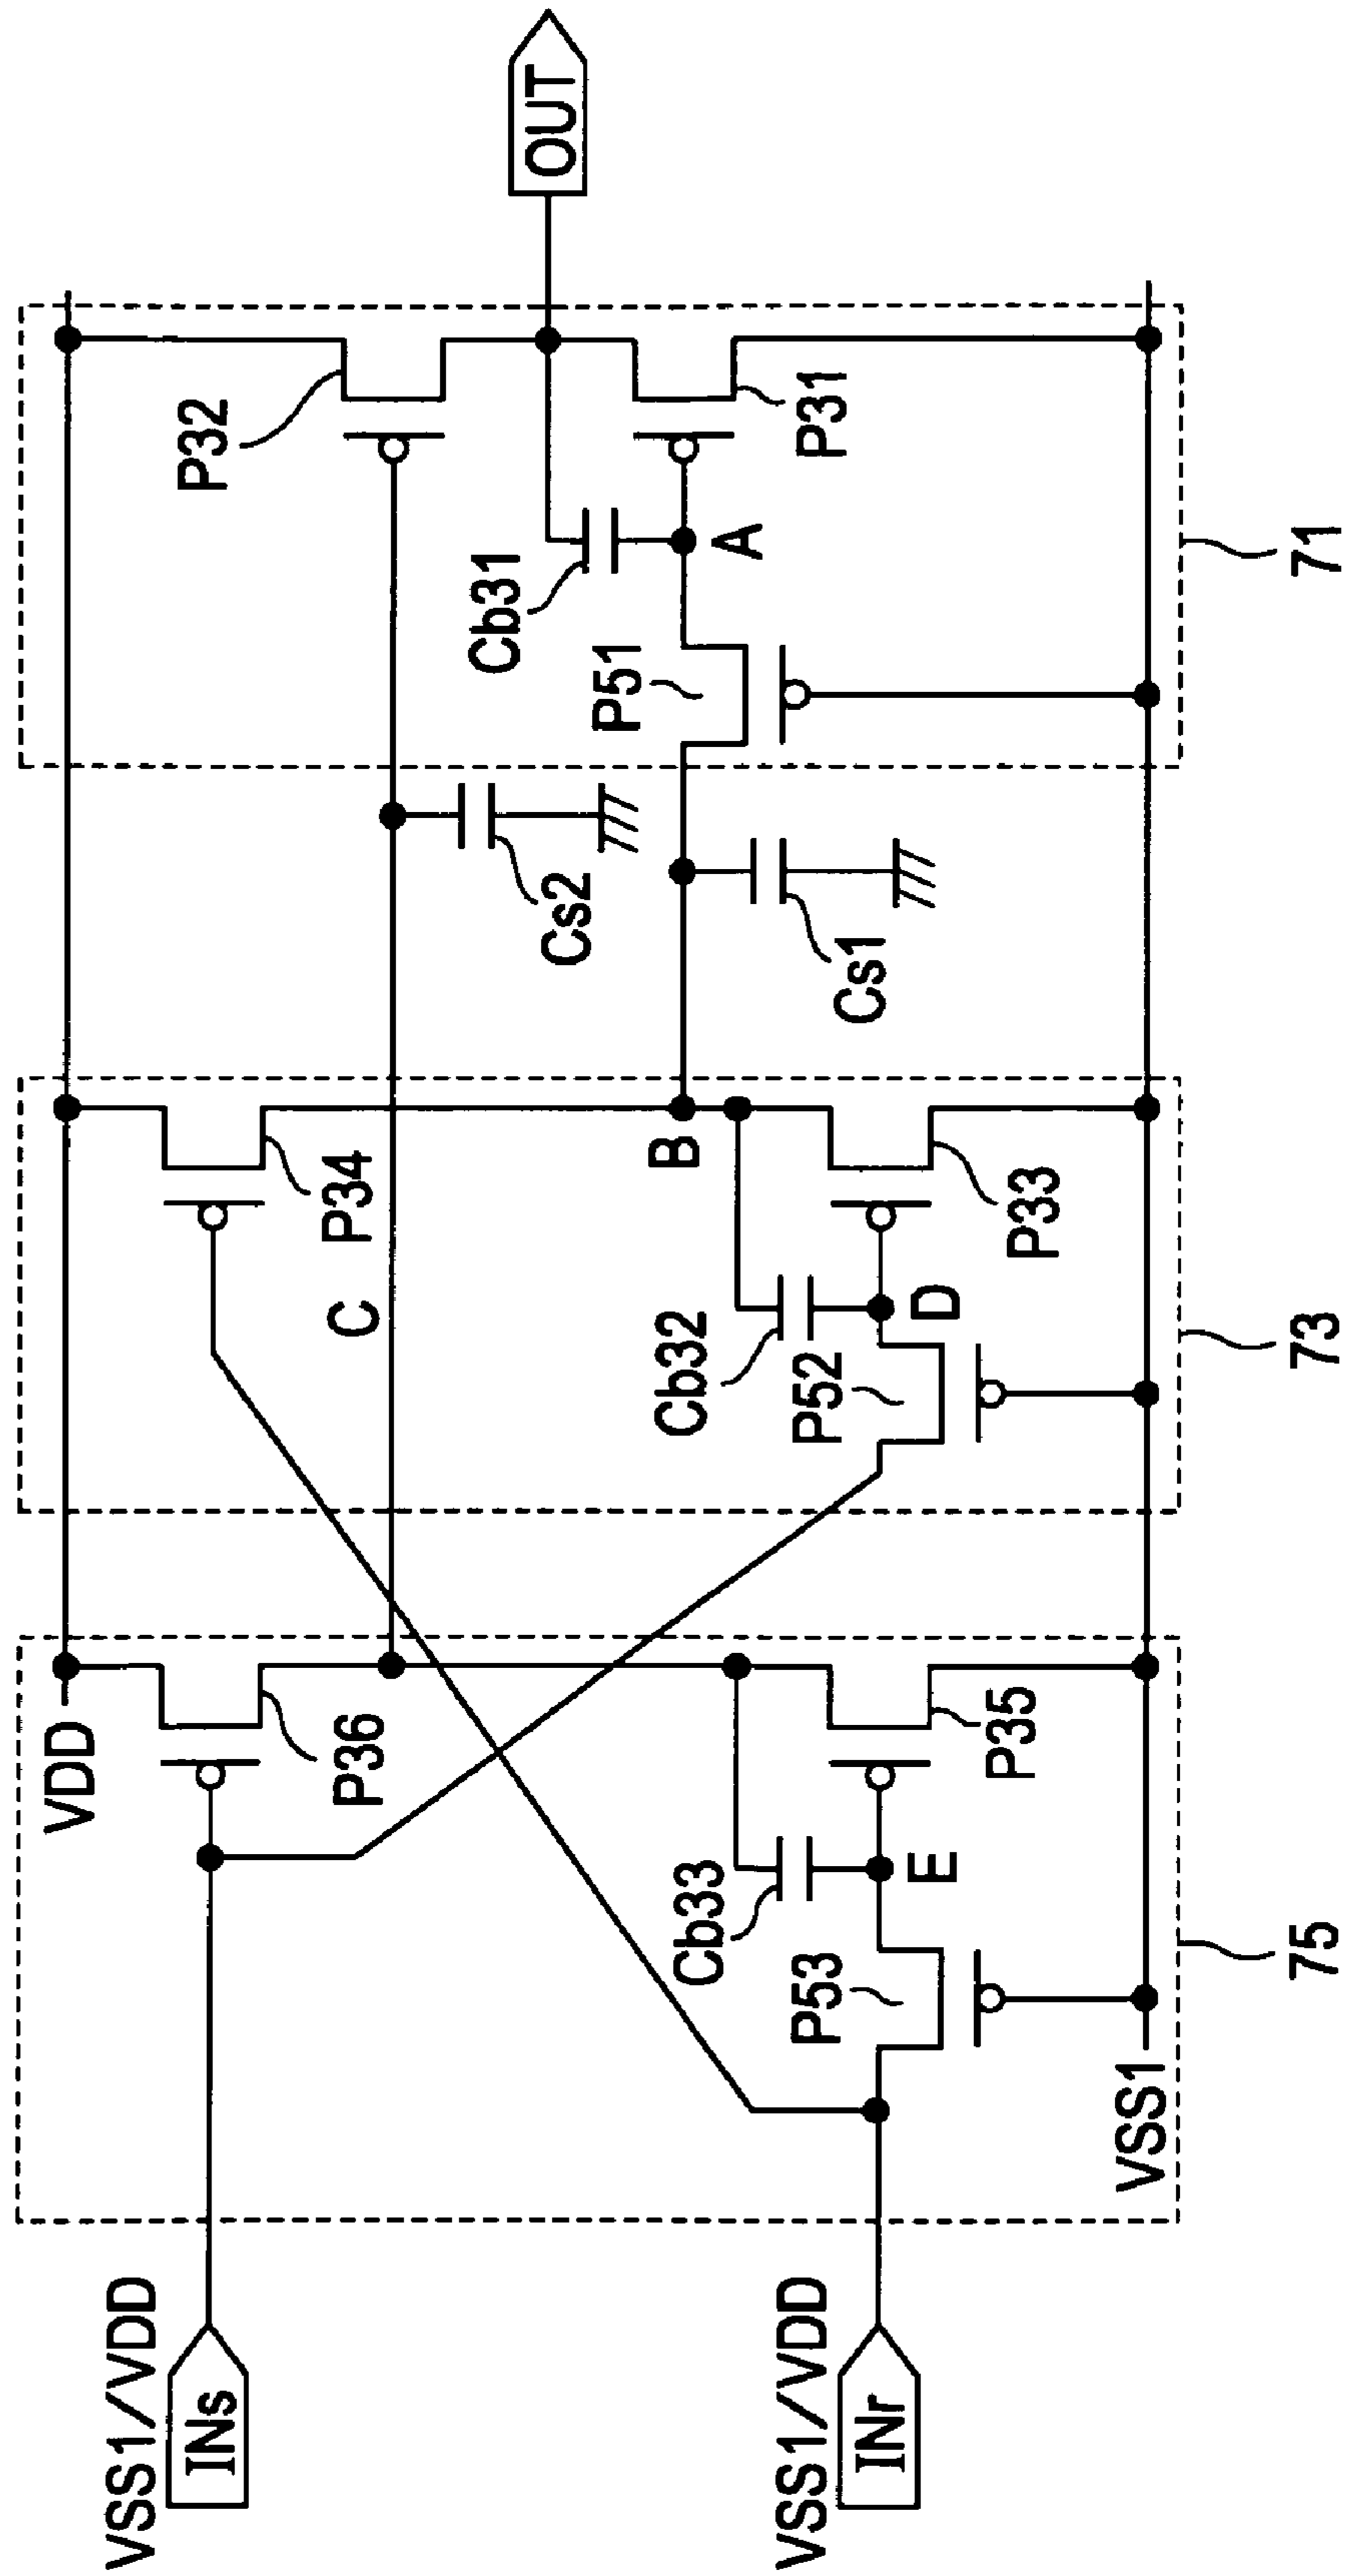 VSS1/VDD
INs
VSS1/VDD
INr
VDD
P36
Cb33
E
P35
P53
VSS1
75
C
P34
B
Cb32
D
P33
P52
73
Cs2
Cs1
P32
Cb31
A
P31
P51
71
OUT